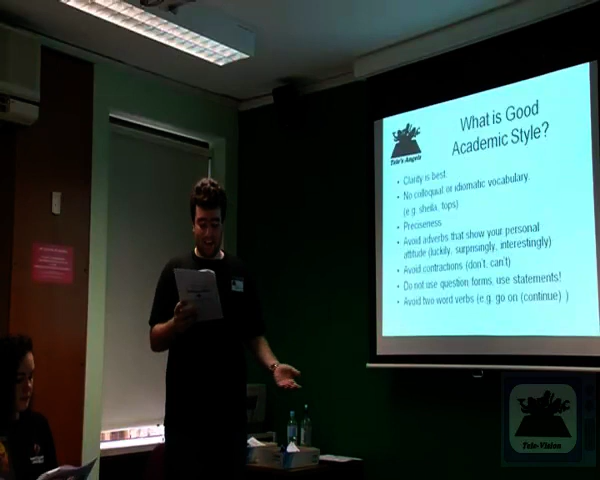 What is Good
Academic Style?
Tele's Angels
• Clarity is best.
• No colloquial or idiomatic vocabulary.
(e.g. sheila, tops)
• Preciseness
• Avoid adverbs that show your personal
attitude (luckily, surprisingly, interestingly)
• Avoid contractions (don't, can't)
• Do not use question forms, use statements!
• Avoid two word verbs (e.g. go on (continue) )
Tele-Vision